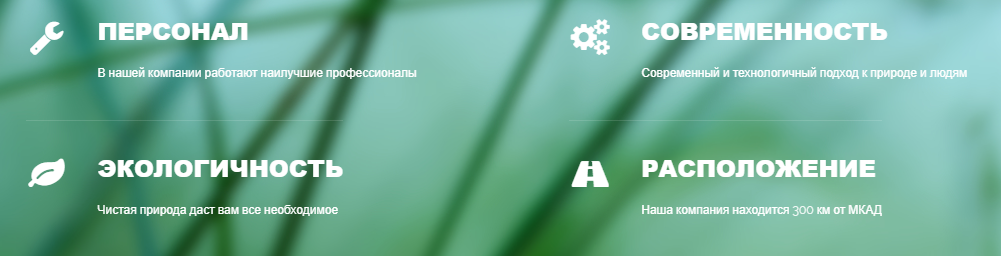 ПЕРСОНАЛ
В нашей компании работают наилучшие профессионалы
СОВРЕМЕННОСТЬ
Современный и технологичный подход к природе и людям
ЭКОЛОГИЧНОСТЬ
Чистая природа даст вам все необходимое
РАСПОЛОЖЕНИЕ
Наша компания находится 300 км от МКАД